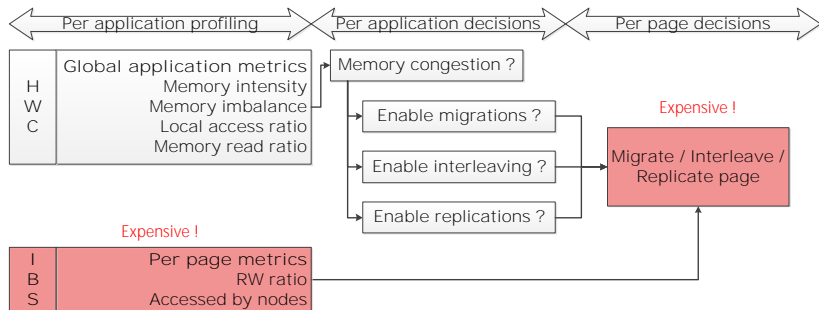 Per application profiling
Per application decisions
Per page decisions
H
W
C
Global application metrics
Memory intensity
Memory imbalance
Local access ratio
Memory read ratio
Memory congestion ?
Enable migrations ?
Enable interleaving ?
Enable replications ?
Expensive !
Migrate / Interleave /
Replicate page
Expensive !
I
B
S
Per page metrics
RW ratio
Accessed by nodes